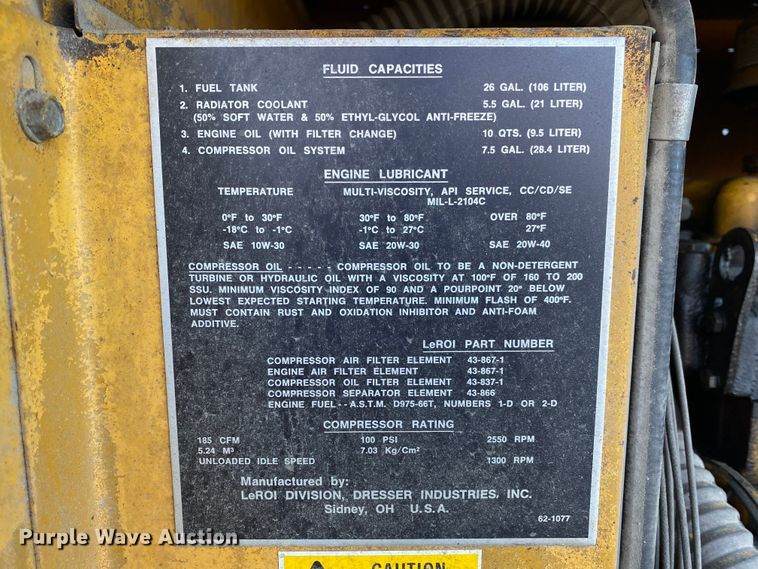 FLUID CAPACITIES
1. FUEL TANK 26 GAL. (106 LITER)
2. RADIATOR COOLANT 5.5 GAL. (21 LITER)
(50% SOFT WATER & 50% ETHYL-GLYCOL ANTI-FREEZE)
3. ENGINE OIL (WITH FILTER CHANGE) 10 QTS. (9.5 LITER)
4. COMPRESSOR OIL SYSTEM 7.5 GAL. (28.4 LITER)
ENGINE LUBRICANT
TEMPERATURE MULTI-VISCOSITY, API SERVICE, CC/CD/SE
MIL-L-2104C
0°F to 30°F 30°F to 80°F OVER 80°F
-18°C to -1°C -1°C to 27°C 27°F
SAE 10W-30 SAE 20W-30 SAE 20W-40
COMPRESSOR OIL - - - - - COMPRESSOR OIL TO BE A NON-DETERGENT
TURBINE OR HYDRAULIC OIL WITH A VISCOSITY AT 100°F OF 160 TO 200
SSU. MINIMUM VISCOSITY INDEX OF 90 AND A POURPOINT 20° BELOW
LOWEST EXPECTED STARTING TEMPERATURE. MINIMUM FLASH OF 400°F.
MUST CONTAIN RUST AND OXIDATION INHIBITOR AND ANTI-FOAM
ADDITIVE.
LeROI PART NUMBER
COMPRESSOR AIR FILTER ELEMENT 43-867-1
ENGINE AIR FILTER ELEMENT 43-867-1
COMPRESSOR OIL FILTER ELEMENT 43-837-1
COMPRESSOR SEPARATOR ELEMENT 43-866
ENGINE FUEL - - A.S.T.M. D975-66T, NUMBERS 1-D OR 2-D
COMPRESSOR RATING
185 CFM 100 PSI 2550 RPM
5.24 M³ 7.03 Kg/Cm²
UNLOADED IDLE SPEED 1300 RPM
Manufactured by:
LeROI DIVISION, DRESSER INDUSTRIES, INC.
Sidney, OH U.S.A.
62-1077
Purple Wave Auction
CAUTION